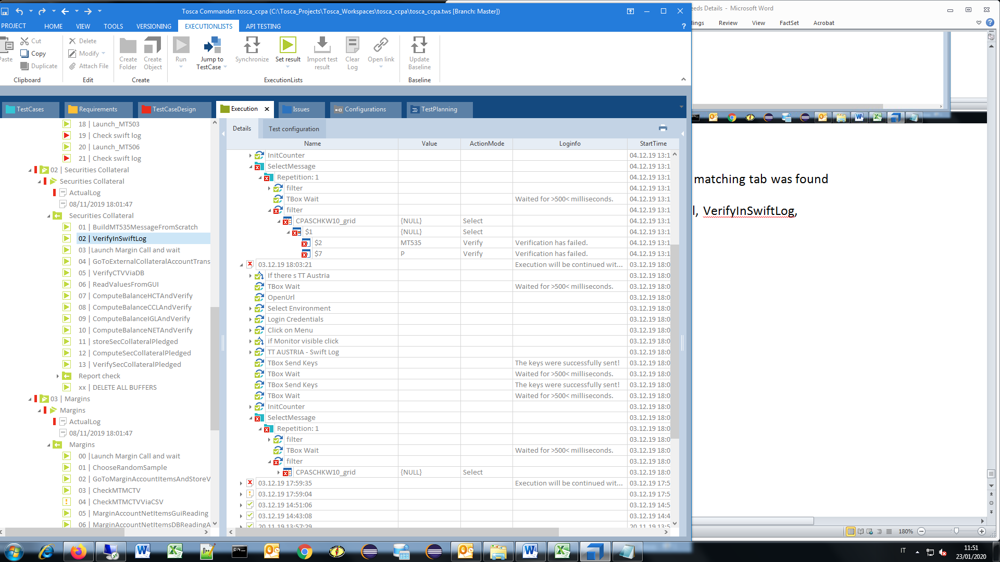 Tosca Commander: tosca_ccpa (C:\Tosca_Projects\Tosca_Workspaces\tosca_ccpa\tosca_ccpa.tws [Branch: Master])
PROJECT HOME VIEW TOOLS VERSIONING EXECUTIONLISTS API TESTING ?
Paste Cut Copy Duplicate
Clipboard
Delete Modify Attach File
Edit
Create Folder Create Object
Create
Run Jump to TestCase Synchronize Set result Import test result Clear Log Open link
ExecutionLists
Update Baseline
Baseline
TestCases Requirements TestCaseDesign Execution Issues Configurations TestPlanning
18 | Launch_MT503
19 | Check swift log
20 | Launch_MT506
21 | Check swift log
02 | Securities Collateral
Securities Collateral
ActualLog
08/11/2019 18:01:47
Securities Collateral
01 | BuildMT535MessageFromScratch
02 | VerifyInSwiftLog
03 |Launch Margin Call and wait
04 | GoToExternalCollateralAccountTrans
05 | VerifyCTVViaDB
06 | ReadValuesFromGUI
07 | ComputeBalanceHCTAndVerify
08 | ComputeBalanceCCLAndVerify
09 | ComputeBalanceIGLAndVerify
10 | ComputeBalanceNETAndVerify
11 | storeSecCollateralPledged
12 | ComputeSecCollateralPledged
13 | VerifySecCollateralPledged
Report check
xx | DELETE ALL BUFFERS
03 | Margins
Margins
ActualLog
08/11/2019 18:01:47
Margins
00 |Launch Margin Call and wait
01 | ChooseRandomSample
02 | GoToMarginAccountItemsAndStoreV
03 | CheckMTMCTV
04 | CheckMTMCTVViaCSV
05 | MarginAccountNetItemsGuiReading
06 | MarginAccountNetItemsDBReadingA
Details Test configuration
Name Value ActionMode Loginfo StartTime
InitCounter 04.12.19 13:1
SelectMessage 04.12.19 13:1
Repetition: 1 04.12.19 13:1
filter 04.12.19 13:1
TBox Wait Waited for >500< milliseconds. 04.12.19 13:1
filter 04.12.19 13:1
CPASCHKW10_grid {NULL} Select 04.12.19 13:1
$1 {NULL} Select 04.12.19 13:1
$2 MT535 Verify Verification has failed. 04.12.19 13:1
$7 P Verify Verification has failed. 04.12.19 13:1
03.12.19 18:03:21 Execution will be continued wit... 03.12.19 18:0
If there s TT Austria 03.12.19 18:0
TBox Wait Waited for >500< milliseconds. 03.12.19 18:0
OpenUrl 03.12.19 18:0
Select Environment 03.12.19 18:0
Login Credentials 03.12.19 18:0
Click on Menu 03.12.19 18:0
if Monitor visible click 03.12.19 18:0
TT AUSTRIA - Swift Log 03.12.19 18:0
TBox Send Keys The keys were successfully sent! 03.12.19 18:0
TBox Wait Waited for >500< milliseconds. 03.12.19 18:0
TBox Send Keys The keys were successfully sent! 03.12.19 18:0
TBox Wait Waited for >500< milliseconds. 03.12.19 18:0
InitCounter 03.12.19 18:0
SelectMessage 03.12.19 18:0
Repetition: 1 03.12.19 18:0
filter 03.12.19 18:0
TBox Wait Waited for >500< milliseconds. 03.12.19 18:0
filter 03.12.19 18:0
CPASCHKW10_grid {NULL} Select 03.12.19 18:0
03.12.19 17:59:35 Execution will be continued wit... 03.12.19 17:5
03.12.19 17:59:04 03.12.19 17:5
03.12.19 14:51:06 03.12.19 14:5
03.12.19 14:43:08 03.12.19 14:4
20.11.19 13:57:29 20.11.19 13:5
eeds Details - Microsoft Word
lings Review View FactSet Acrobat
matching tab was found
l, VerifyInSwiftLog,
180%
IT
11:51
23/01/2020